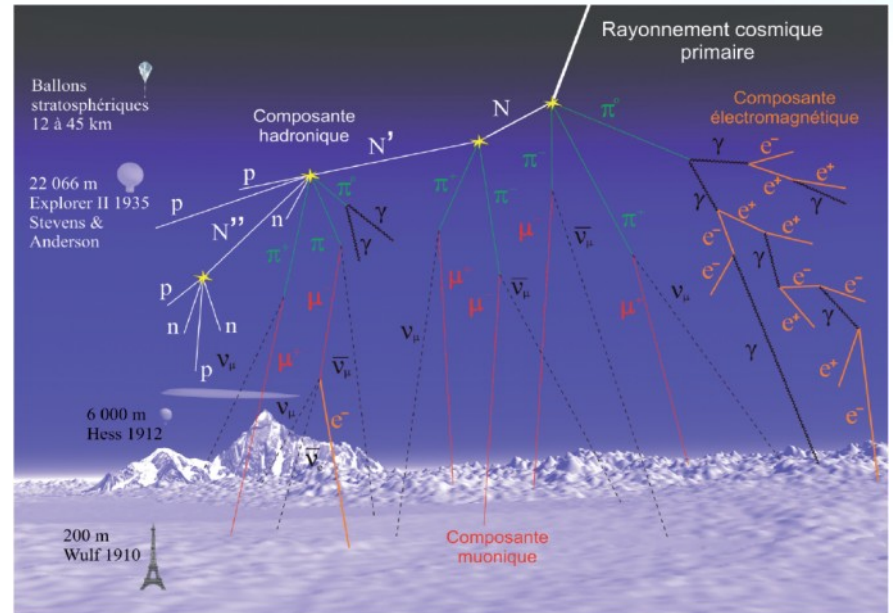 Rayonnement cosmique
primaire
Ballons
stratosphériques
12 à 45 km
Composante
hadronique
N
π°
Composante
électromagnétique
N'
22 066 m
Explorer II 1935
Stevens &
Anderson
p
p
N''
n
π°
γ
γ
π⁺
π
p
n
n
p
μ
μ⁺
ν̅μ
νμ
νμ
ν̅
e⁻
π⁻
π⁻
π⁻
μ
μ
ν̅μ
ν̅μ
νμ
νμ
γ
e⁻
e⁺
e⁺
e⁻
γ
γ
e⁺
e⁻
e⁻
γ
e⁻
e⁻
e⁺
γ
γ
e⁺
e⁻
6 000 m
Hess 1912
200 m
Wulf 1910
Composante
muonique